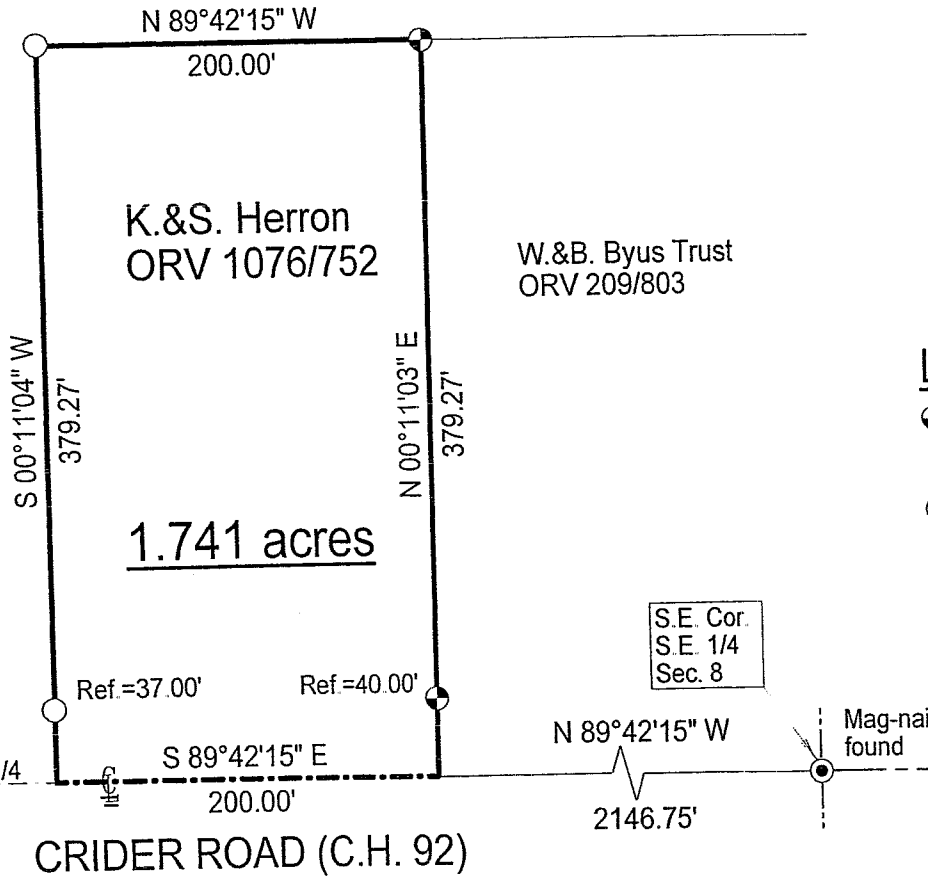 N 89°42'15" W
200.00'
K.&S. Herron
ORV 1076/752
W.&B. Byus Trust
ORV 209/803
S 00°11'04" W
379.27'
N 00°11'03" E
379.27'
1.741 acres
S.E. Cor.
S.E. 1/4
Sec. 8
Ref.=37.00'
Ref.=40.00'
Mag-nai
found
N 89°42'15" W
2146.75'
/4
S 89°42'15" E
200.00'
CRIDER ROAD (C.H. 92)